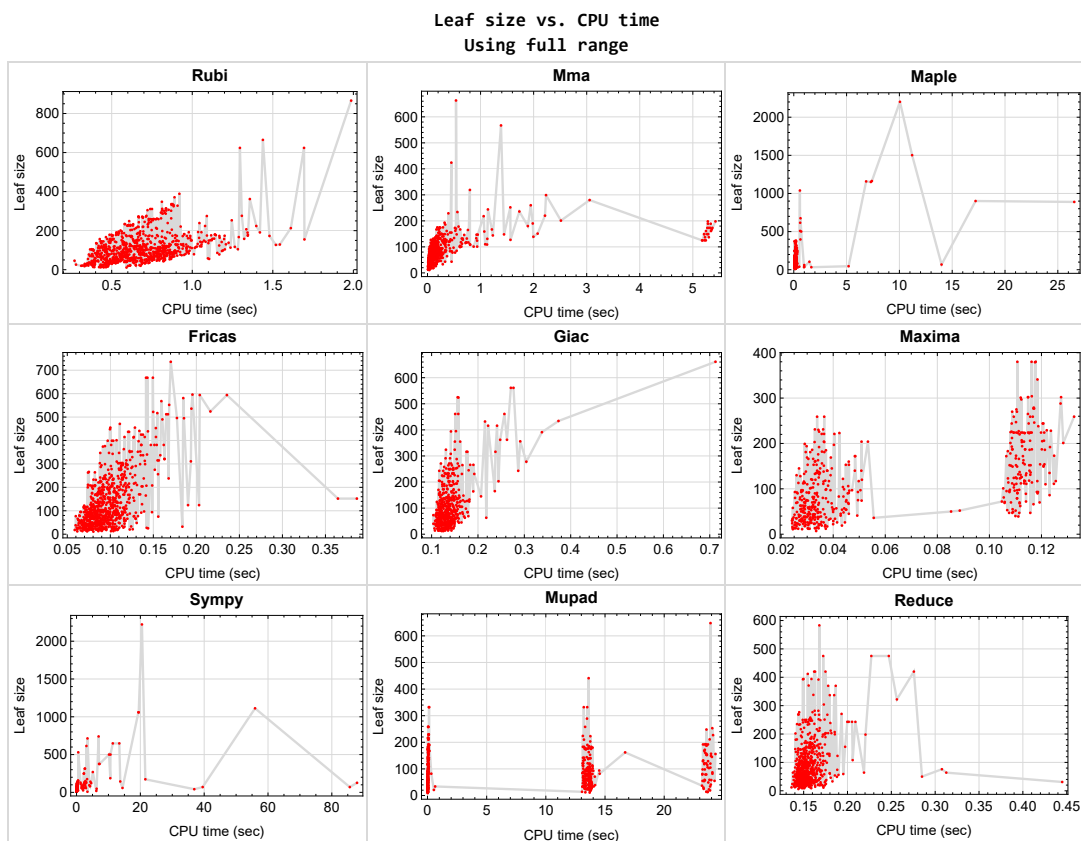 Leaf size vs. CPU time
Using full range
Rubi
Leaf size
800
600
400
200
0
0.5 1.0 1.5 2.0
CPU time (sec)
Mma
Leaf size
600
500
400
300
200
100
0
0 1 2 3 4 5
CPU time (sec)
Maple
Leaf size
2000
1500
1000
500
0
0 5 10 15 20 25
CPU time (sec)
Fricas
Leaf size
700
600
500
400
300
200
100
0
0.05 0.10 0.15 0.20 0.25 0.30 0.35
CPU time (sec)
Giac
Leaf size
600
500
400
300
200
100
0
0.1 0.2 0.3 0.4 0.5 0.6 0.7
CPU time (sec)
Maxima
Leaf size
400
300
200
100
0
0.02 0.04 0.06 0.08 0.10 0.12
CPU time (sec)
Sympy
Leaf size
2000
1500
1000
500
0
0 20 40 60 80
CPU time (sec)
Mupad
Leaf size
600
500
400
300
200
100
0
0 5 10 15 20
CPU time (sec)
Reduce
Leaf size
600
500
400
300
200
100
0
0.15 0.20 0.25 0.30 0.35 0.40 0.45
CPU time (sec)